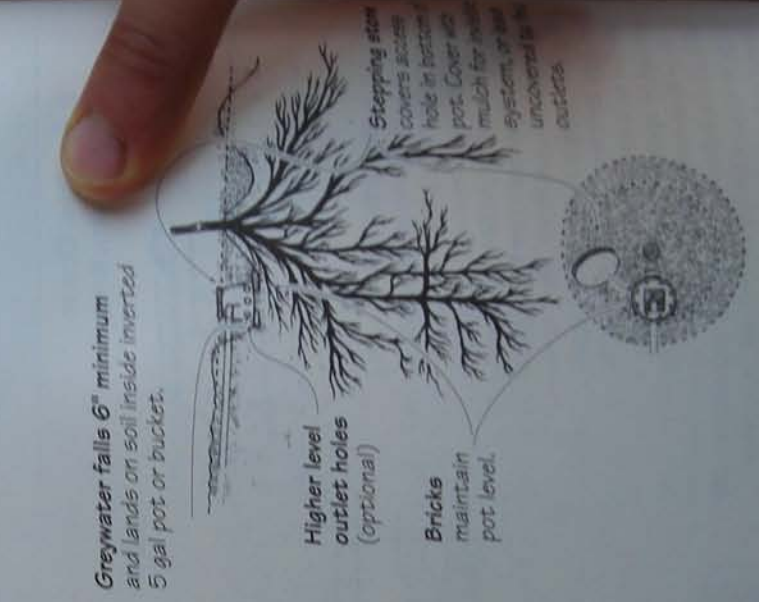 Greywater falls 6" minimum
and lands on soil inside inverted
5 gal pot or bucket.
Higher level
outlet holes
(optional)
Bricks
maintain
pot level.
Stepping stone
covers access
hole in bottom
pot. Cover with
mulch for
system, or
uncovered to
outlets.